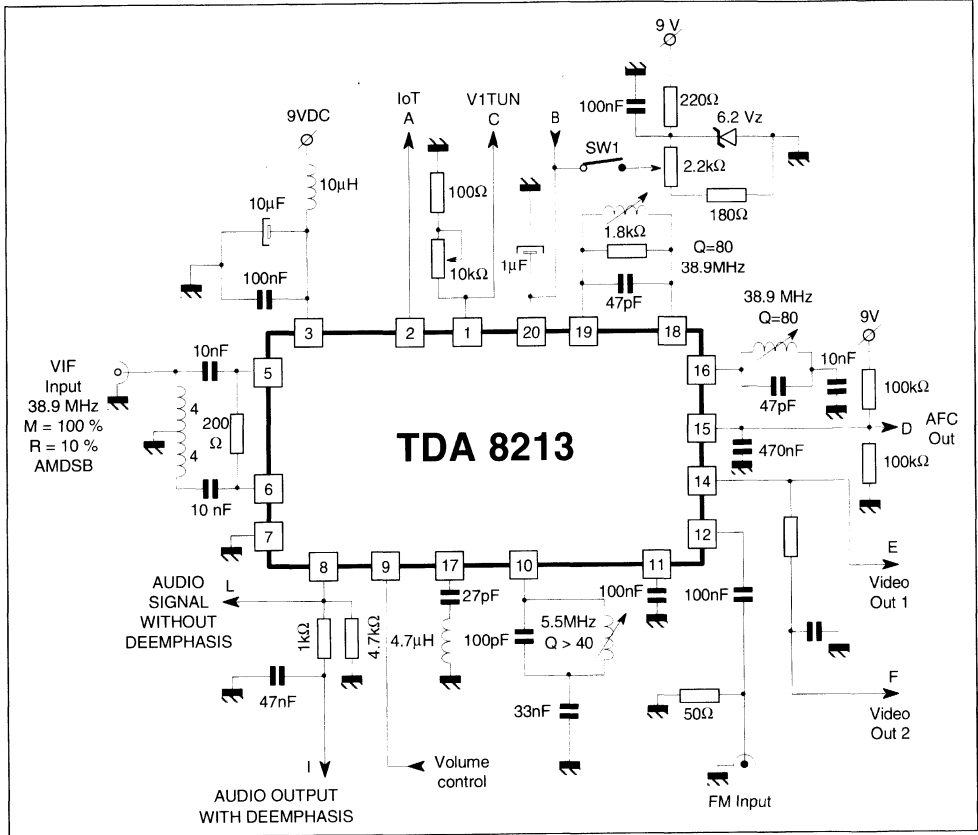 9 V
100nF
220Ω
6.2 Vz
IoT
A
V1TUN
C
B
SW1
2.2kΩ
180Ω
9VDC
10µH
10µF
100nF
100Ω
10kΩ
1µF
1.8kΩ
47pF
Q=80
38.9MHz
3
2
1
20
19
18
38.9 MHz
Q=80
47pF
10nF
9V
100kΩ
D
AFC
Out
100kΩ
470nF
VIF
Input
38.9 MHz
M = 100 %
R = 10 %
AMDSB
10nF
4
4
200
Ω
10 nF
5
6
7
TDA 8213
16
15
14
12
8
9
17
10
11
E
Video
Out 1
F
Video
Out 2
L
AUDIO
SIGNAL
WITHOUT
DEEMPHASIS
1kΩ
4.7kΩ
47nF
I
AUDIO OUTPUT
WITH DEEMPHASIS
Volume
control
27pF
4.7µH
100pF
5.5MHz
Q > 40
33nF
100nF
100nF
50Ω
FM Input